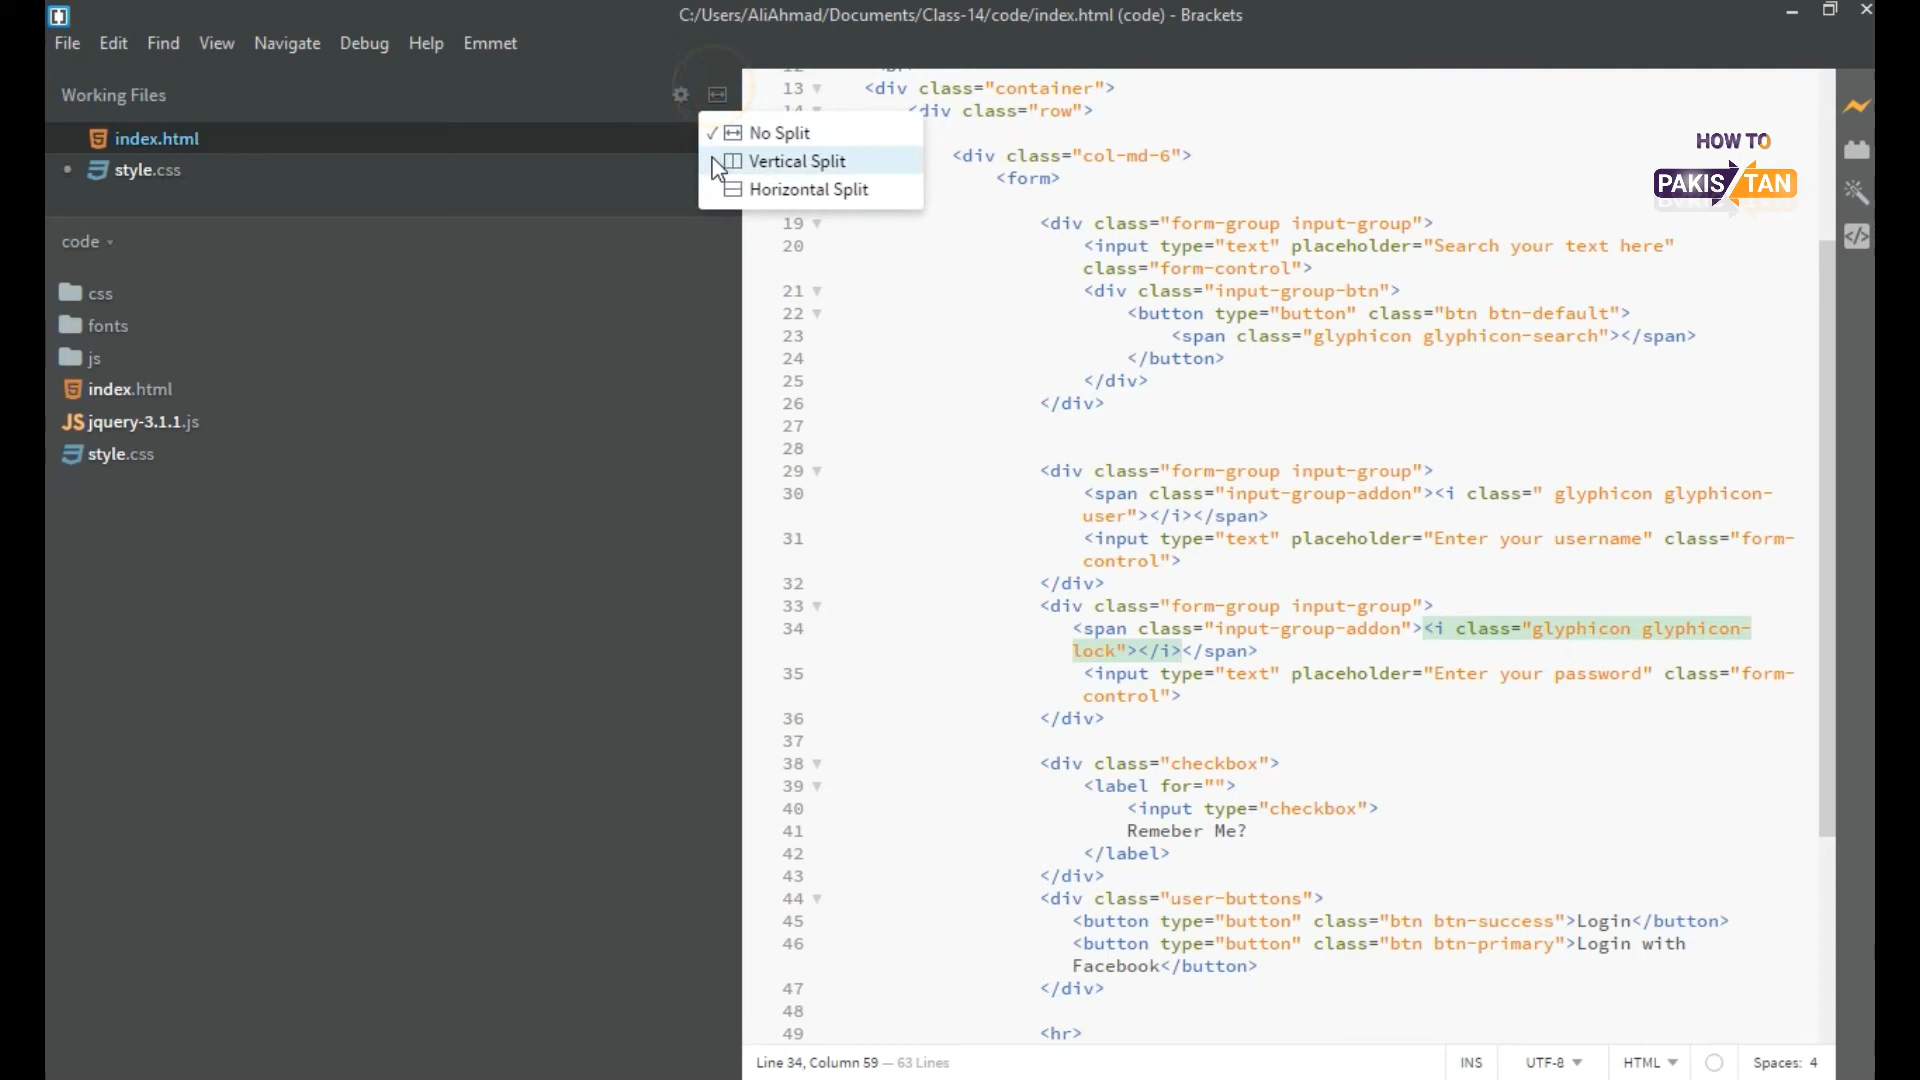 C:/Users/AliAhmad/Documents/Class-14/code/index.html (code) - Brackets
File Edit Find View Navigate Debug Help Emmet
Working Files
index.html
style.css
No Split
Vertical Split
Horizontal Split
code
css
fonts
js
index.html
JS jquery-3.1.1.js
style.css
HOW TO
PAKISTAN
13 <div class="container">
14 <div class="row">
<div class="col-md-6">
<form>
19 <div class="form-group input-group">
20 <input type="text" placeholder="Search your text here"
class="form-control">
21 <div class="input-group-btn">
22 <button type="button" class="btn btn-default">
23 <span class="glyphicon glyphicon-search"></span>
24 </button>
25 </div>
26 </div>
27
28
29 <div class="form-group input-group">
30 <span class="input-group-addon"><i class=" glyphicon glyphicon-
user"></i></span>
31 <input type="text" placeholder="Enter your username" class="form-
control">
32 </div>
33 <div class="form-group input-group">
34 <span class="input-group-addon"><i class="glyphicon glyphicon-
lock"></i></span>
35 <input type="text" placeholder="Enter your password" class="form-
control">
36 </div>
37
38 <div class="checkbox">
39 <label for="">
40 <input type="checkbox">
41 Remeber Me?
42 </label>
43 </div>
44 <div class="user-buttons">
45 <button type="button" class="btn btn-success">Login</button>
46 <button type="button" class="btn btn-primary">Login with
Facebook</button>
47 </div>
48
49 <hr>
Line 34, Column 59 — 63 Lines
INS UTF-8 HTML Spaces: 4